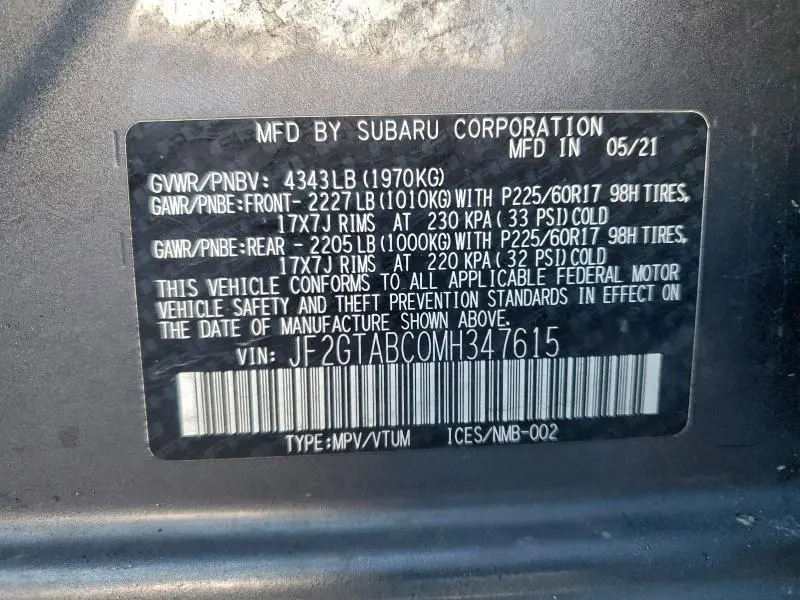 MFD BY SUBARU CORPORATION
MFD IN 05/21
GVWR/PNBV: 4343LB (1970KG)
GAWR/PNBE:FRONT- 2227LB (1010KG) WITH P225/60R17 98H TIRES,
17X7J RIMS AT 230 KPA (33 PSI) COLD
GAWR/PNBE:REAR - 2205LB (1000KG) WITH P225/60R17 98H TIRES,
17X7J RIMS AT 220 KPA (32 PSI) COLD
THIS VEHICLE CONFORMS TO ALL APPLICABLE FEDERAL MOTOR
VEHICLE SAFETY AND THEFT PREVENTION STANDARDS IN EFFECT ON
THE DATE OF MANUFACTURE SHOWN ABOVE.
VIN: JF2GTABC0MH347615
TYPE:MPV/VTUM ICES/NMB-002